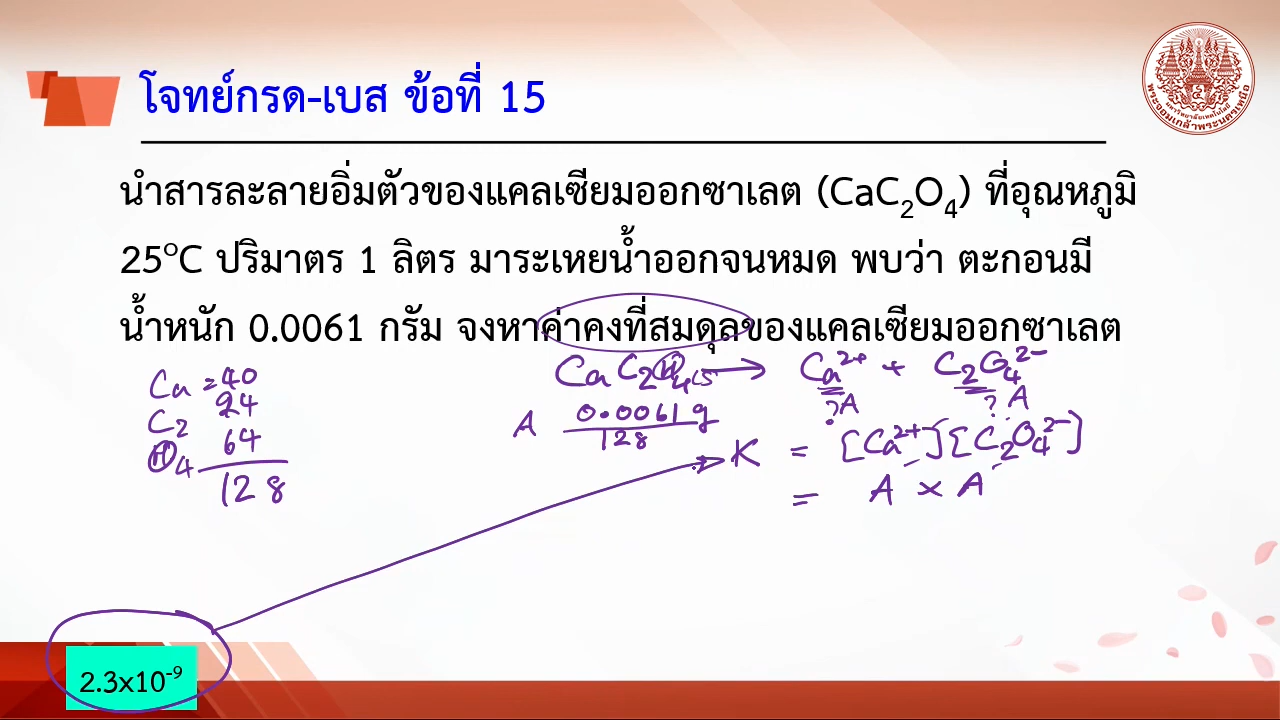 โจทย์กรด-เบส ข้อที่ 15
นำสารละลายอิ่มตัวของแคลเซียมออกซาเลต (CaC₂O₄) ที่อุณหภูมิ
25°C ปริมาตร 1 ลิตร มาระเหยน้ำออกจนหมด พบว่า ตะกอนมี
น้ำหนัก 0.0061 กรัม จงหาค่าคงที่สมดุลของแคลเซียมออกซาเลต
Ca = 40
C₂ 24
₄ 64
128
CaC₂O₄(s) → Ca²⁺ + C₂O₄²⁻
?A ?A
A 0.0061 g
128
K = [Ca²⁺][C₂O₄²⁻]
= A × A
2.3x10⁻⁹